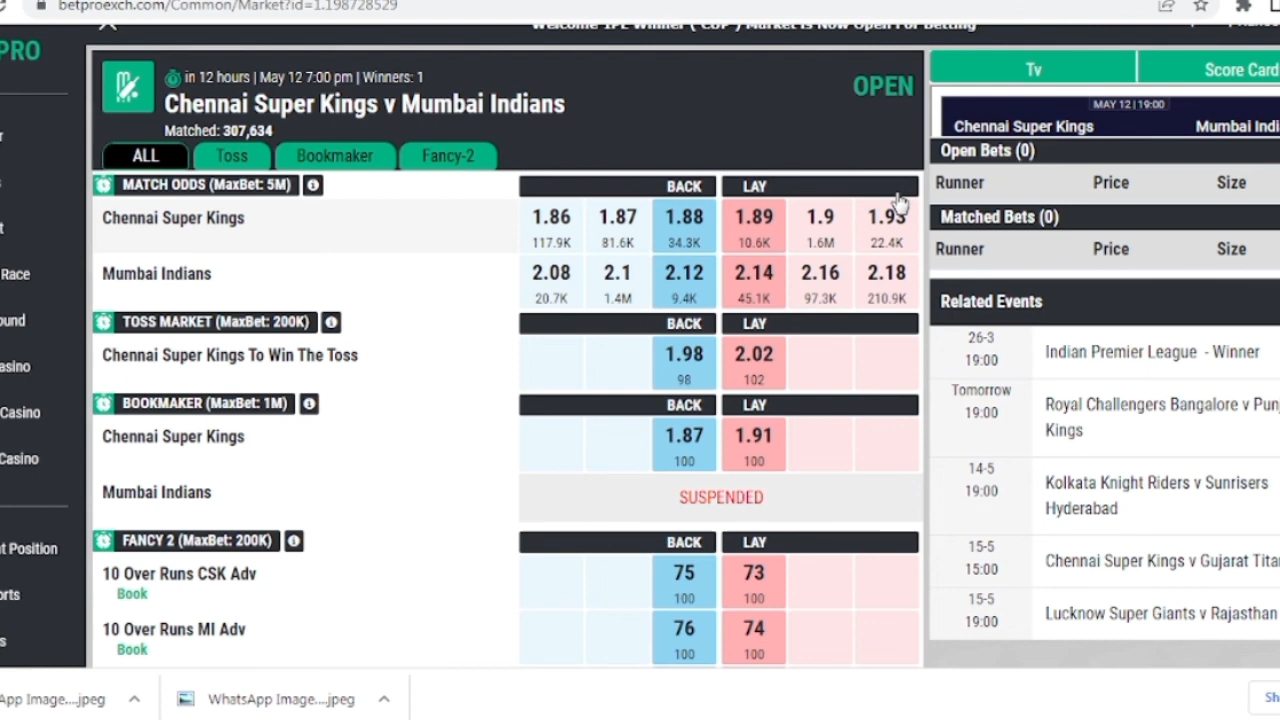 betproexch.com/Common/Market?id=1.198728529
PRO
in 12 hours | May 12 7:00 pm | Winners: 1
OPEN
Chennai Super Kings v Mumbai Indians
Matched: 307,634
ALL Toss Bookmaker Fancy-2
MATCH ODDS (MaxBet: 5M) BACK LAY
Chennai Super Kings 1.86 1.87 1.88 1.89 1.9
117.9K 81.6K 34.3K 10.6K 1.6M 22.4K
Mumbai Indians 2.08 2.1 2.12 2.14 2.16 2.18
20.7K 1.4M 9.4K 45.1K 97.3K 210.9K
TOSS MARKET (MaxBet: 200K) BACK LAY
Chennai Super Kings To Win The Toss 1.98 2.02
98 102
BOOKMAKER (MaxBet: 1M) BACK LAY
Chennai Super Kings 1.87 1.91
100 100
Mumbai Indians SUSPENDED
FANCY 2 (MaxBet: 200K) BACK LAY
10 Over Runs CSK Adv 75 73
Book 100 100
10 Over Runs MI Adv 76 74
Book 100 100
Tv Score Card
MAY 12 | 19:00
Chennai Super Kings Mumbai Indi
Open Bets (0)
Runner Price Size
Matched Bets (0)
Runner Price Size
Related Events
26-3
19:00
Indian Premier League - Winner
Tomorrow
19:00
Royal Challengers Bangalore v Pun
Kings
14-5
19:00
Kolkata Knight Riders v Sunrisers
Hyderabad
15-5
15:00
Chennai Super Kings v Gujarat Tita
15-5
19:00
Lucknow Super Giants v Rajasthan
Race
ound
asino
Casino
Casino
t Position
orts
App Image....jpeg
WhatsApp Image....jpeg
Sh